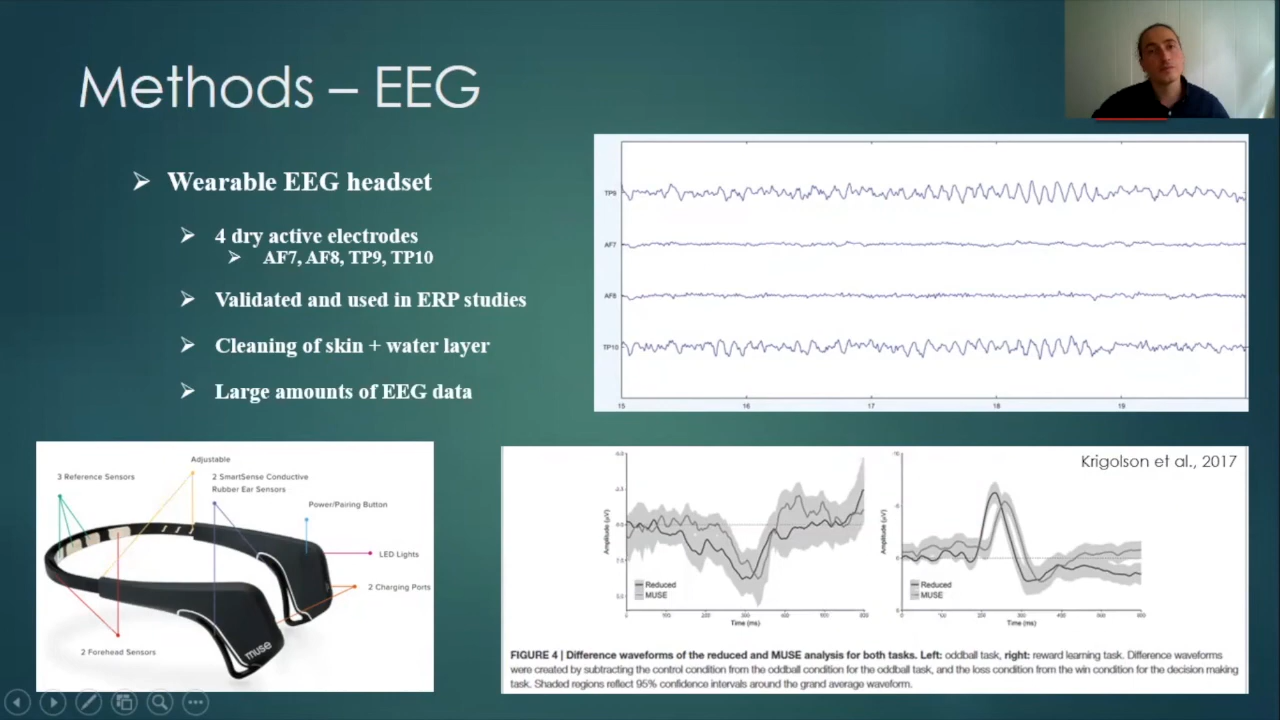 Methods – EEG
Wearable EEG headset
4 dry active electrodes
AF7, AF8, TP9, TP10
Validated and used in ERP studies
Cleaning of skin + water layer
Large amounts of EEG data
TP9
AF7
AF8
TP10
15 16 17 18 19
Adjustable
3 Reference Sensors
2 SmartSense Conductive
Rubber Ear Sensors
Power/Pairing Button
LED Lights
2 Charging Ports
2 Forehead Sensors
muse
Krigolson et al., 2017
Amplitude (µV)
Reduced
MUSE
Time (ms)
Amplitude (µV)
Reduced
MUSE
Time (ms)
FIGURE 4 | Difference waveforms of the reduced and MUSE analysis for both tasks. Left: oddball task, right: reward learning task. Difference waveforms
were created by subtracting the control condition from the oddball condition for the oddball task, and the loss condition from the win condition for the decision making
task. Shaded regions reflect 95% confidence intervals around the grand average waveform.